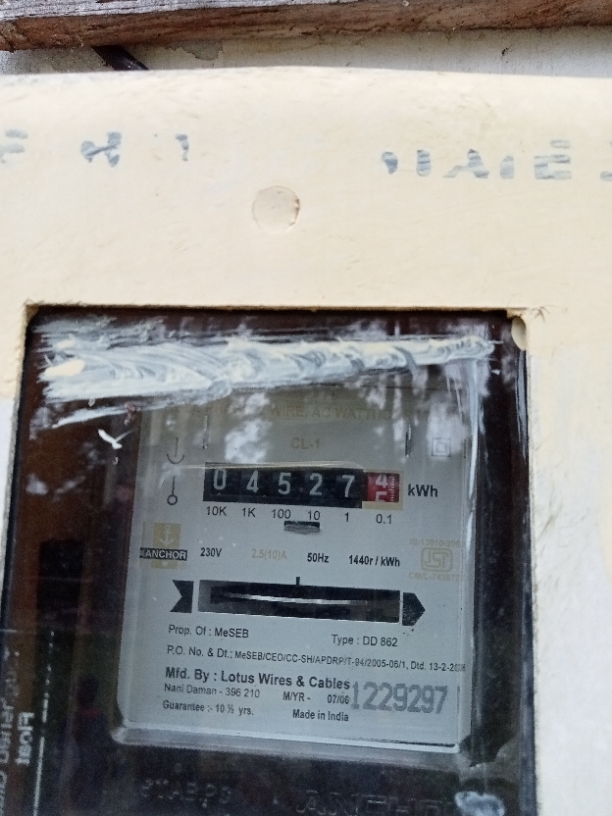 CL-1
0 4 5 2 7 4 5 kWh
10K 1K 100 10 1 0.1
ANCHOR 230V 2.5(10)A 50Hz 1440r / kWh
Prop. Of : MeSEB Type : DD 862
P.O. No. & Dt.: MeSEB/CEO/CC-SH/APDRP/T-94/2005-06/1, Dtd. 13-2-2006
Mfd. By : Lotus Wires & Cables
Nani Daman - 396 210 M/YR - 07/06 1229297
Guarantee :- 10 ½ yrs. Made in India